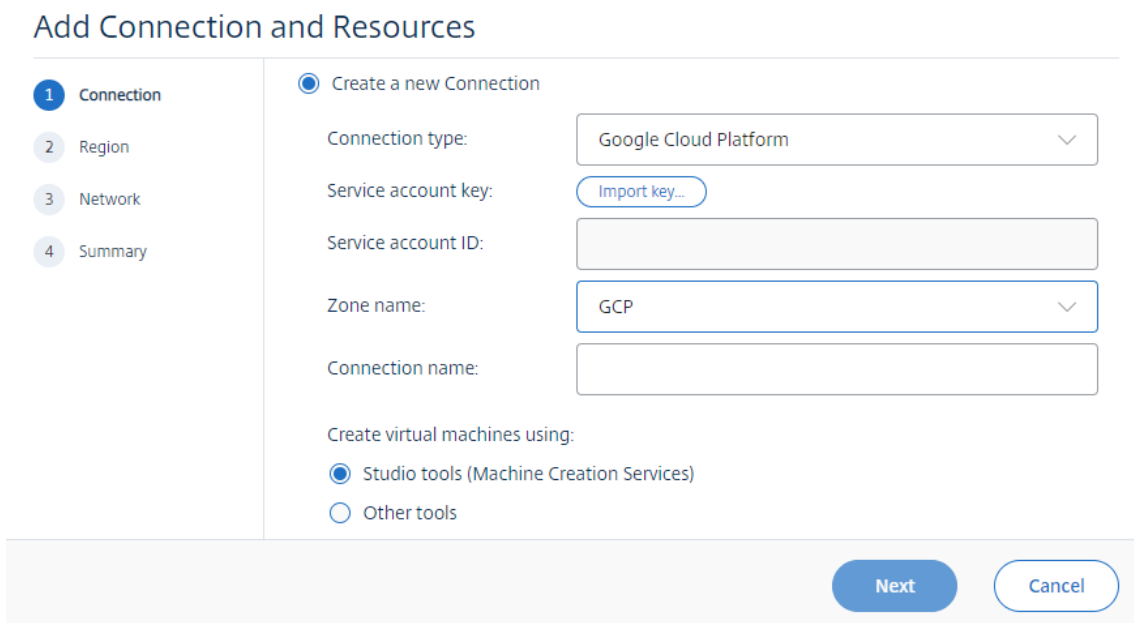 Add Connection and Resources
1 Connection
2 Region
3 Network
4 Summary
Create a new Connection
Connection type: Google Cloud Platform
Service account key: Import key...
Service account ID:
Zone name: GCP
Connection name:
Create virtual machines using:
Studio tools (Machine Creation Services)
Other tools
Next Cancel